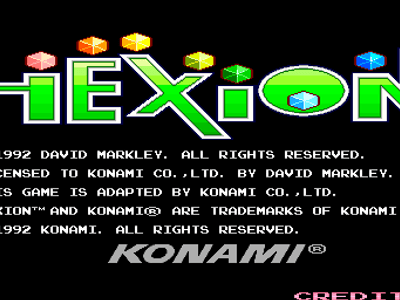 HEXION
1992 DAVID MARKLEY. ALL RIGHTS RESERVED.
CENSED TO KONAMI CO.,LTD. BY DAVID MARKLEY.
IS GAME IS ADAPTED BY KONAMI CO.,LTD.
XION™ AND KONAMI® ARE TRADEMARKS OF KONAMI
1992 KONAMI. ALL RIGHTS RESERVED.
KONAMI®
CREDIT